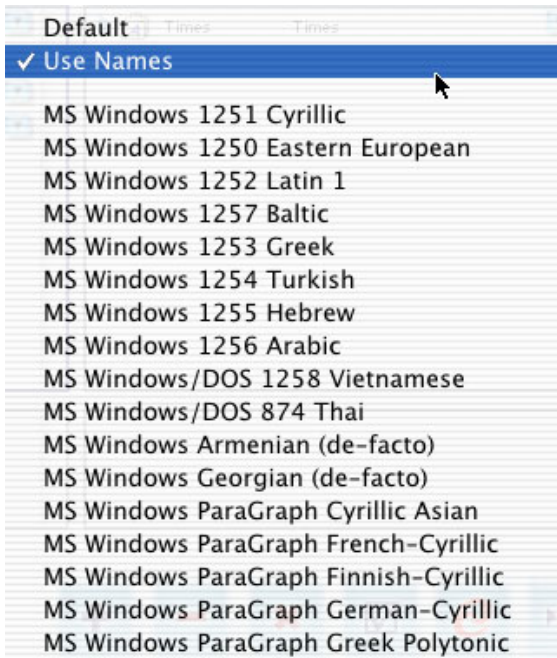 Default Times Times
Use Names
MS Windows 1251 Cyrillic
MS Windows 1250 Eastern European
MS Windows 1252 Latin 1
MS Windows 1257 Baltic
MS Windows 1253 Greek
MS Windows 1254 Turkish
MS Windows 1255 Hebrew
MS Windows 1256 Arabic
MS Windows/DOS 1258 Vietnamese
MS Windows/DOS 874 Thai
MS Windows Armenian (de-facto)
MS Windows Georgian (de-facto)
MS Windows ParaGraph Cyrillic Asian
MS Windows ParaGraph French-Cyrillic
MS Windows ParaGraph Finnish-Cyrillic
MS Windows ParaGraph German-Cyrillic
MS Windows ParaGraph Greek Polytonic